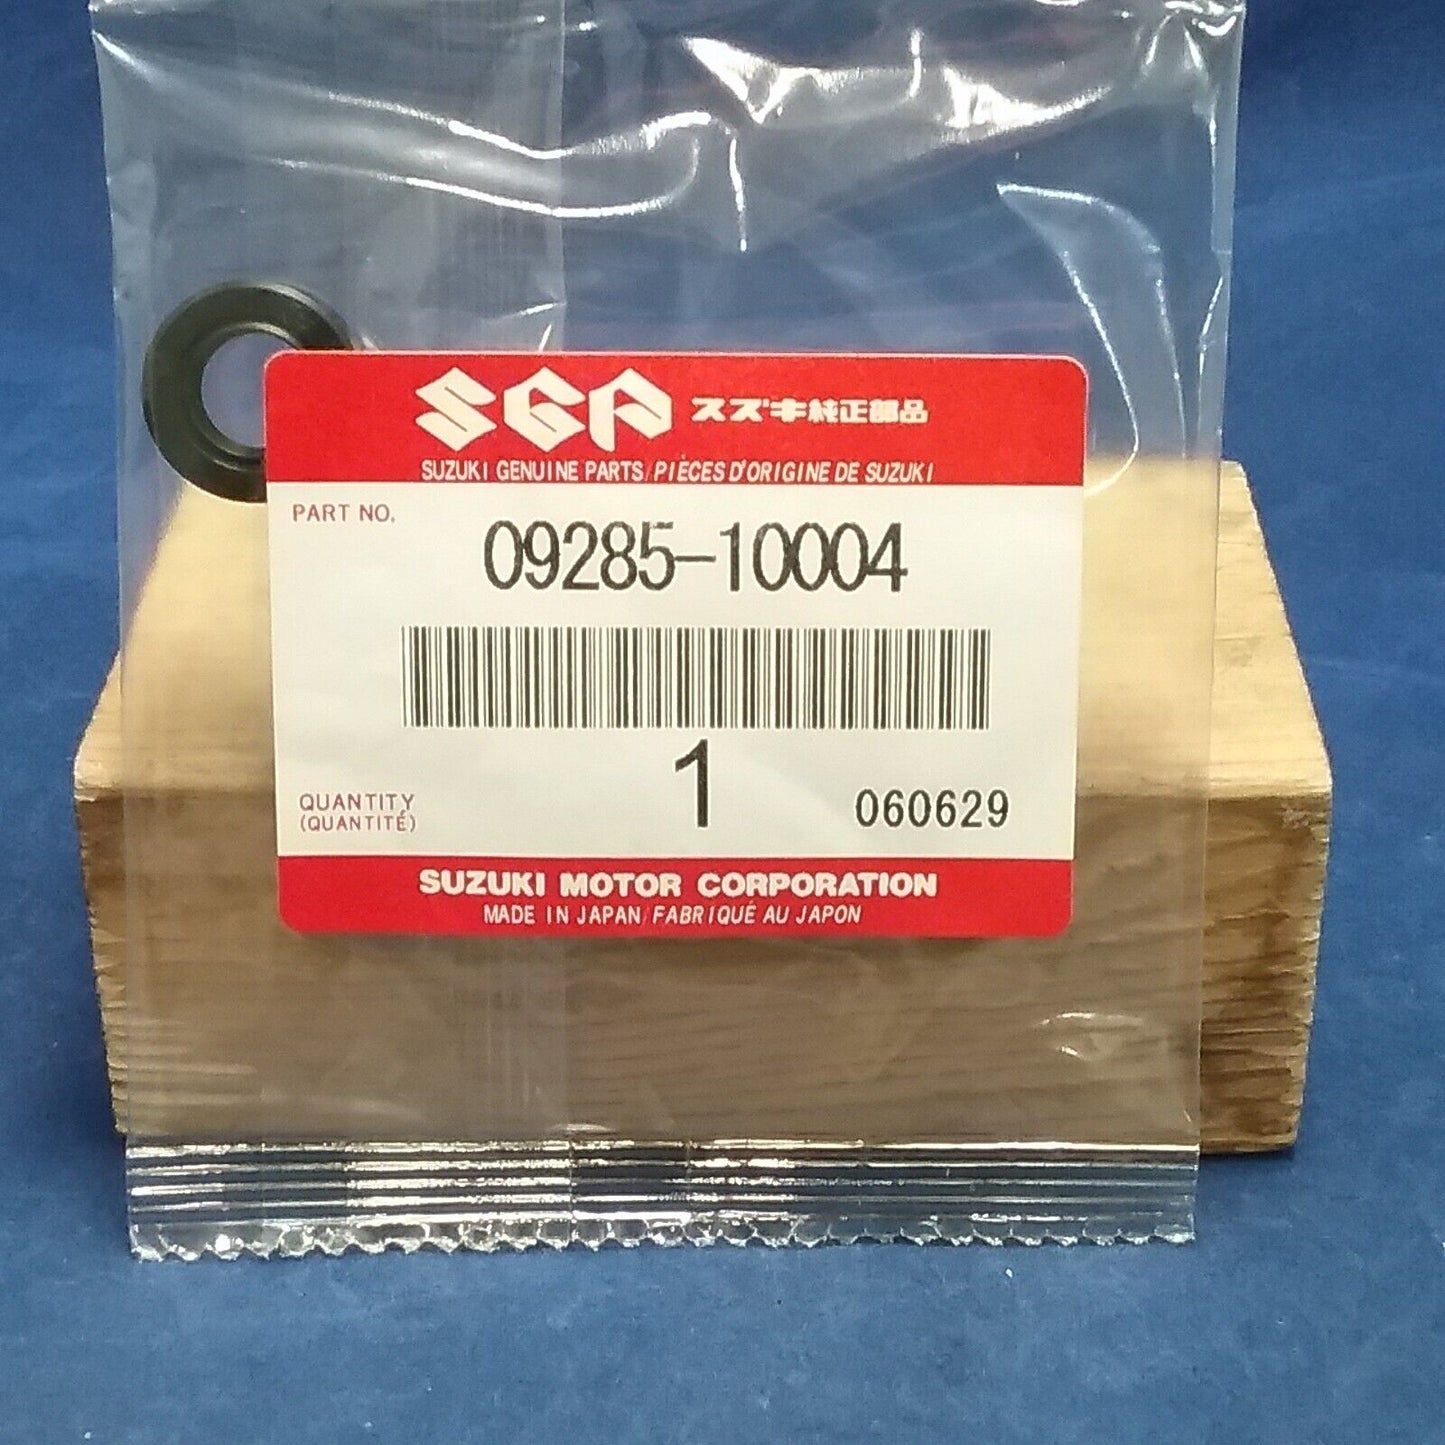 SGP スズキ純正部品
SUZUKI GENUINE PARTS/PIÈCES D'ORIGINE DE SUZUKI
PART NO.
09285-10004
1
QUANTITY
(QUANTITÉ)
060629
SUZUKI MOTOR CORPORATION
MADE IN JAPAN/FABRIQUÉ AU JAPON